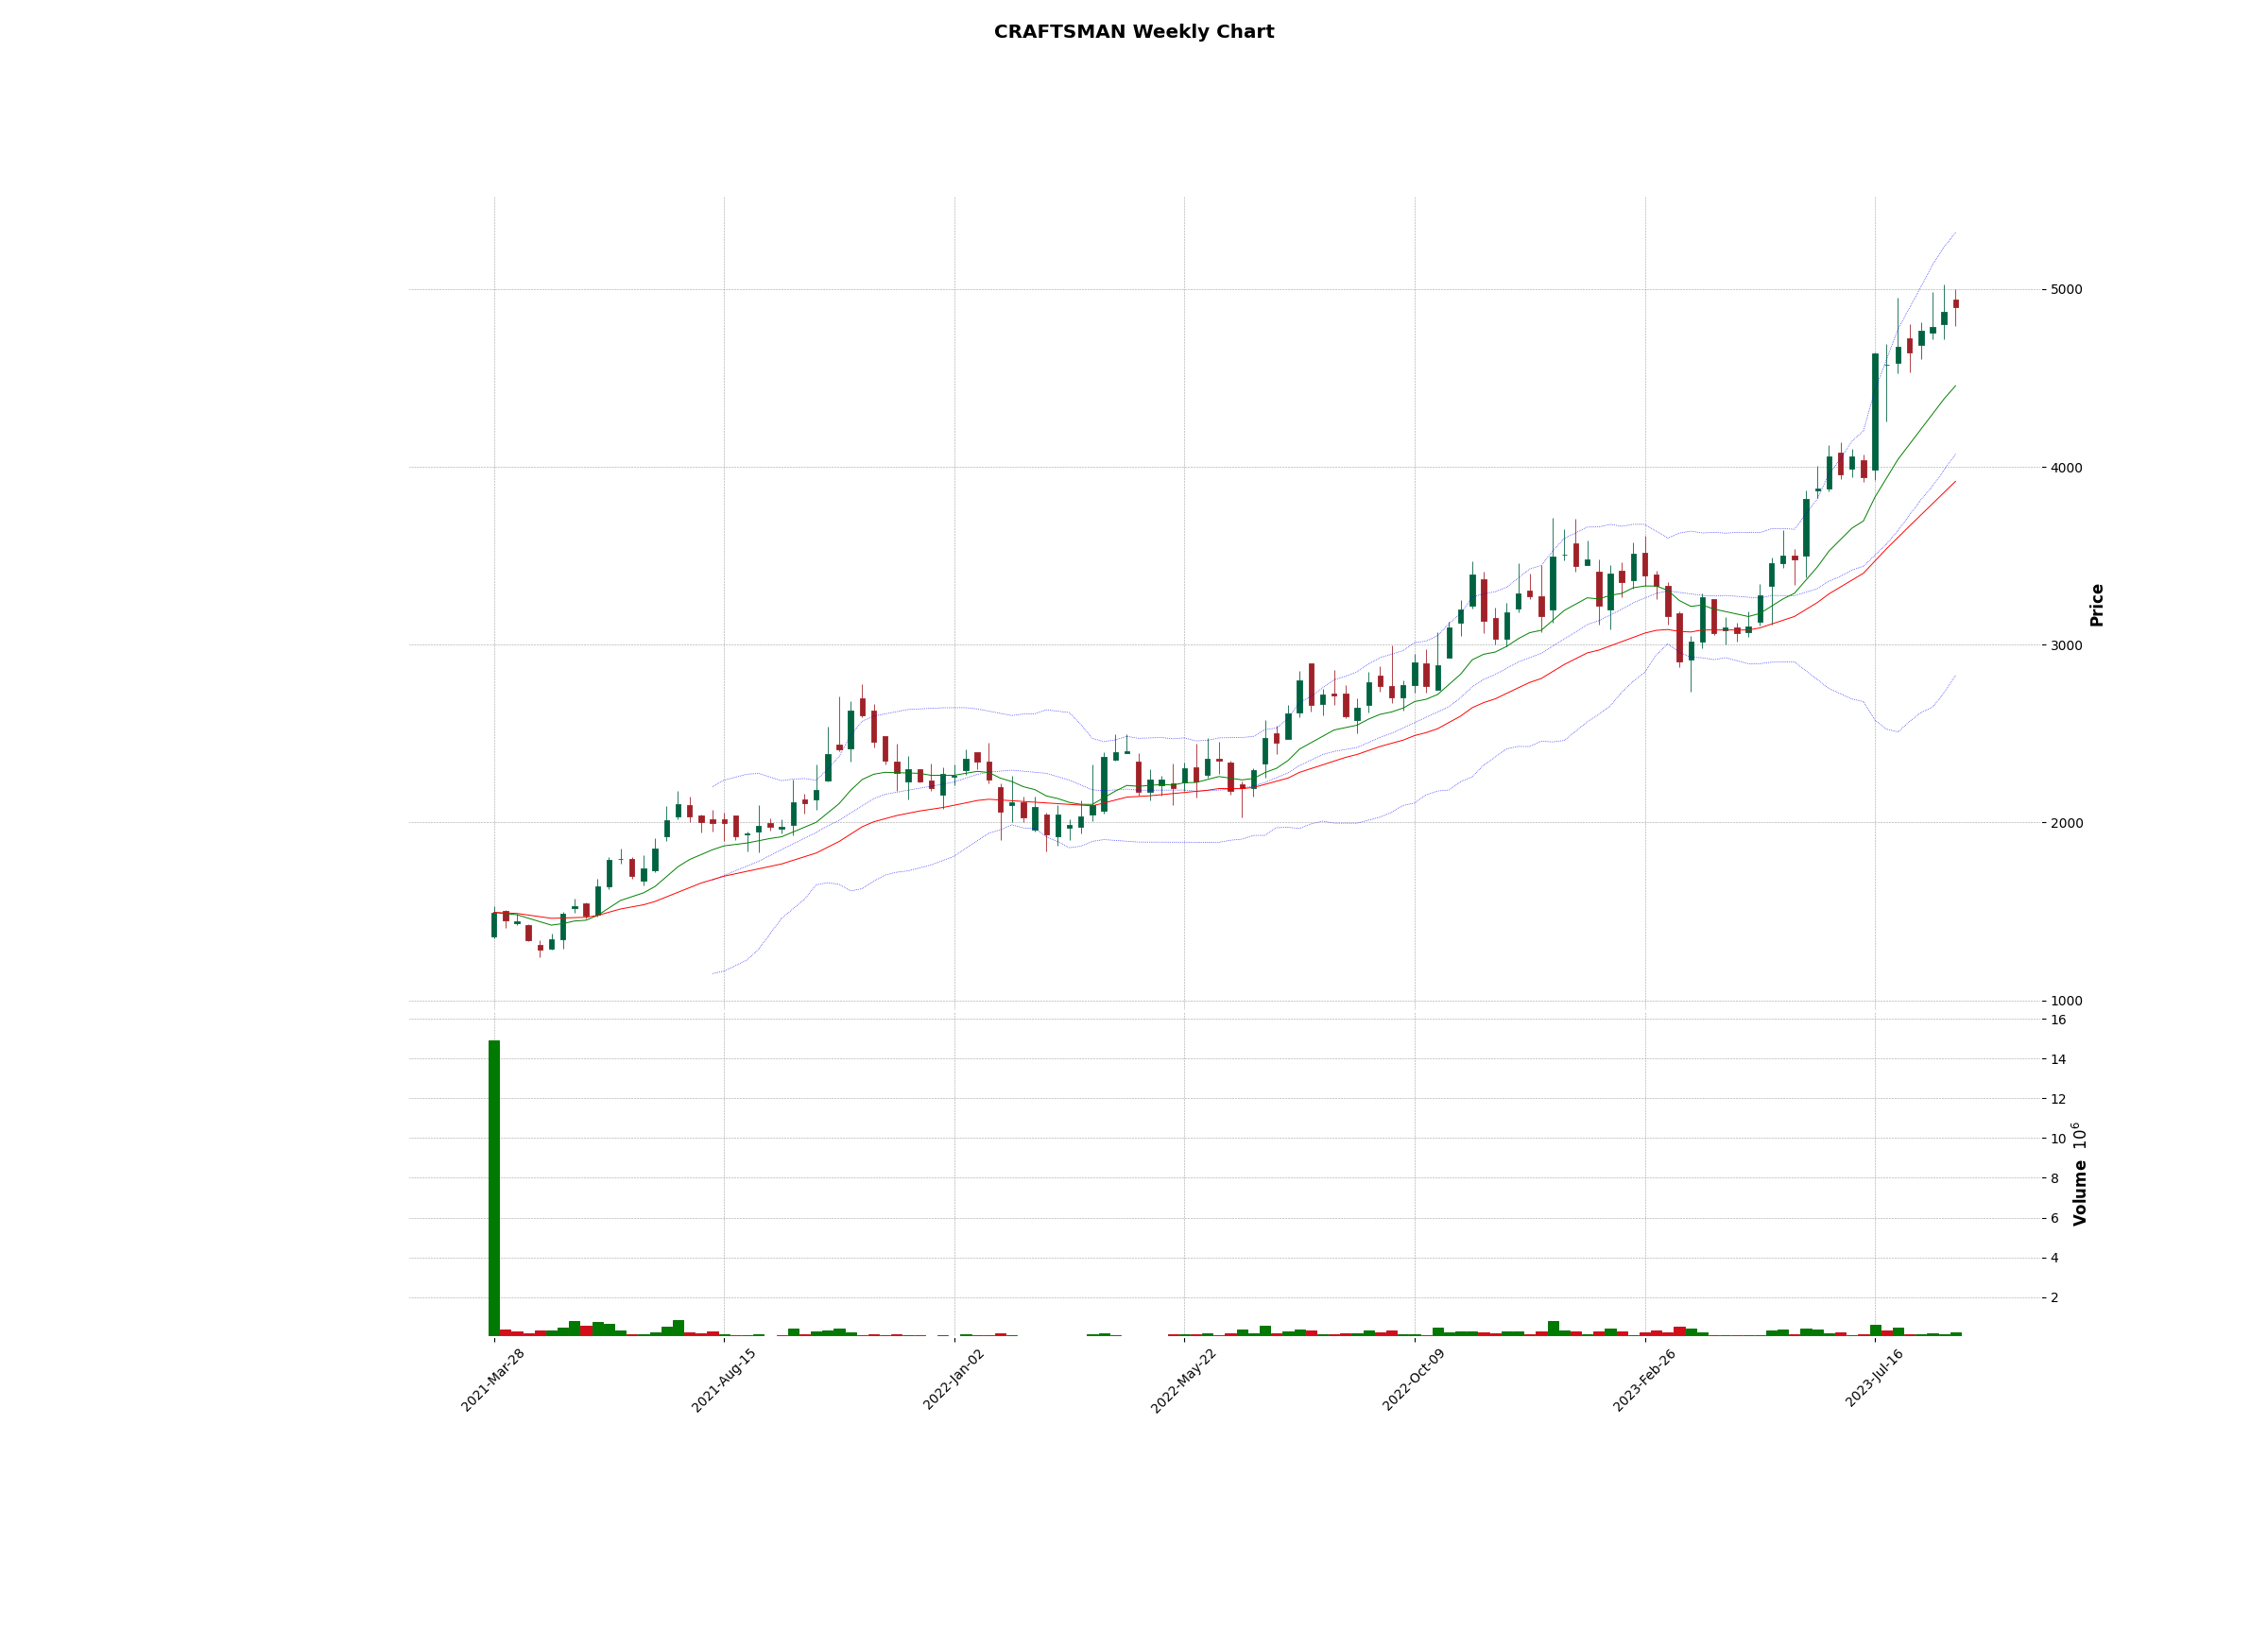 CRAFTSMAN Weekly Chart
5000
4000
3000
2000
1000
Price
16
14
12
10
8
6
4
2
Volume 10^6
2021-Mar-28
2021-Aug-15
2022-Jan-02
2022-May-22
2022-Oct-09
2023-Feb-26
2023-Jul-16